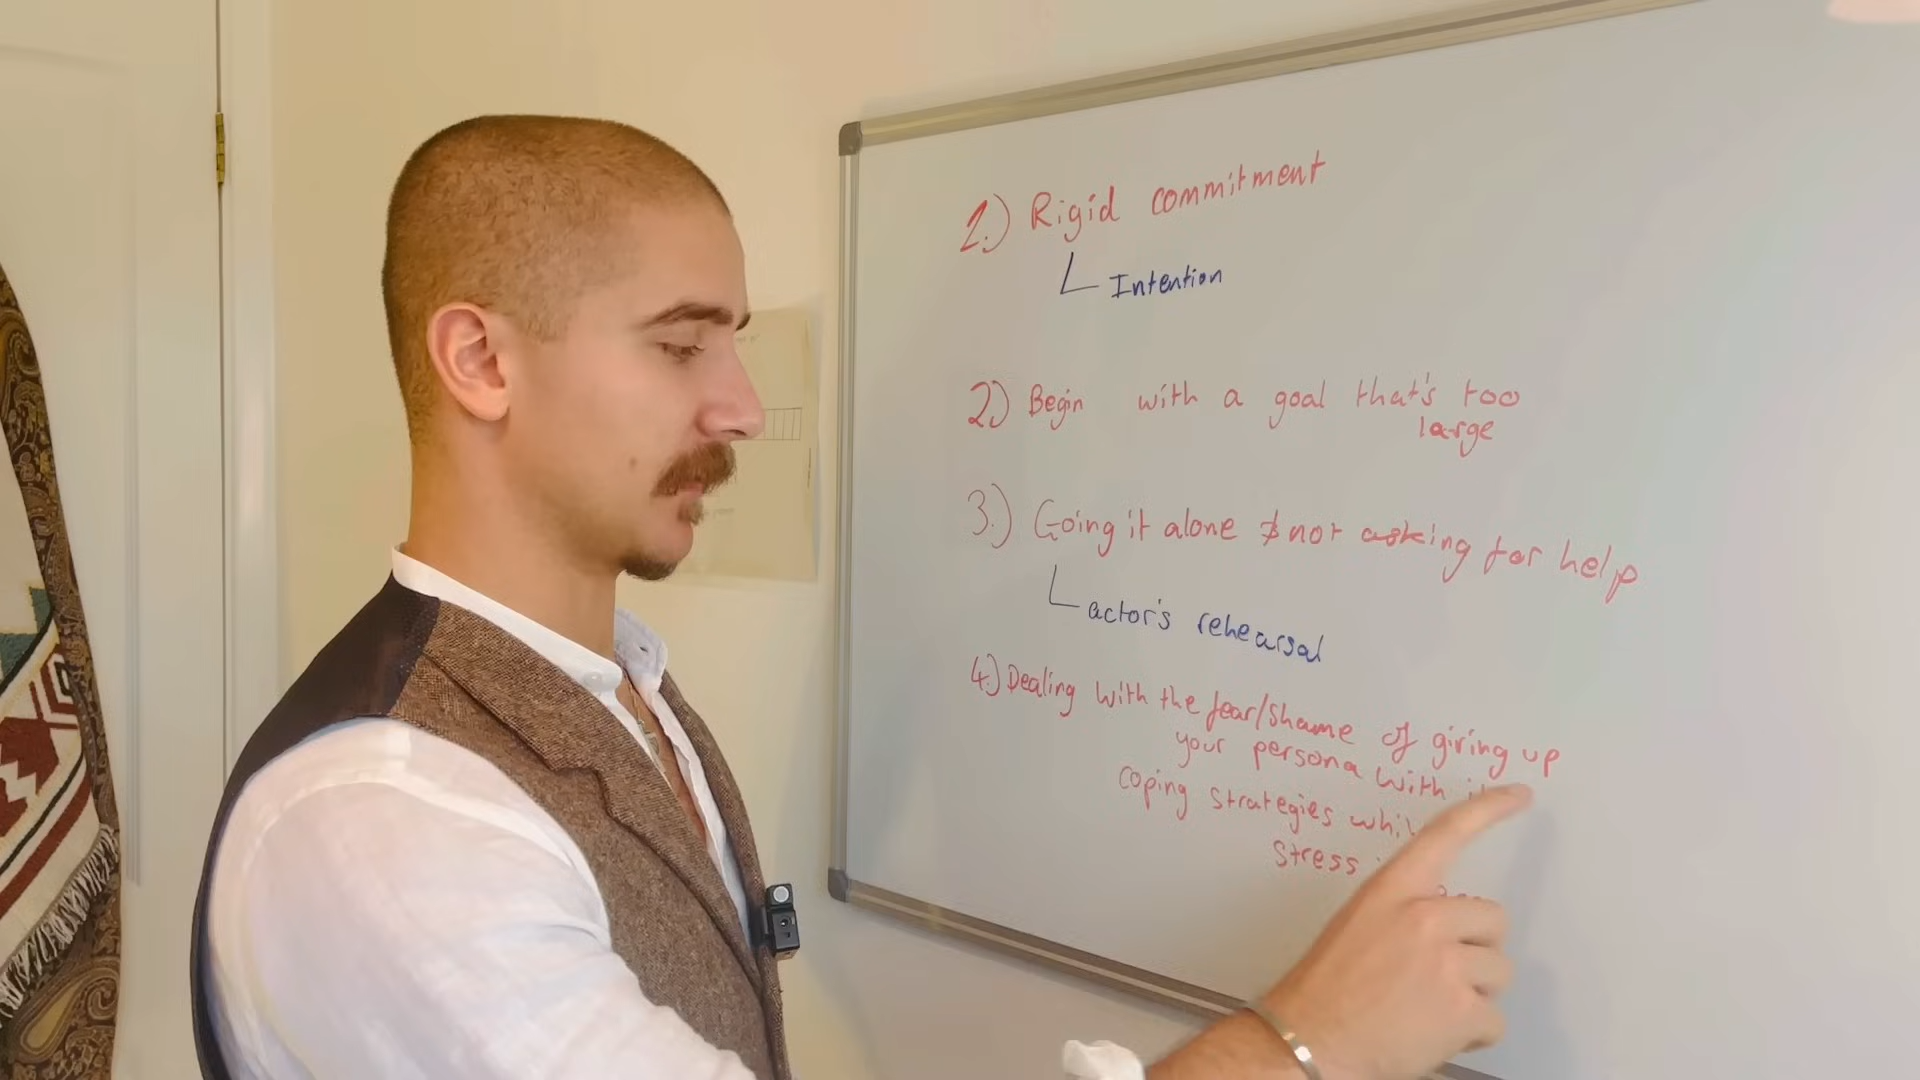 1.) Rigid commitment
Intention
2) Begin with a goal that's too
large
3.) Going it alone & not asking for help
actor's rehearsal
4.) Dealing with the fear/shame of giving up
your persona with
coping strategies
stress